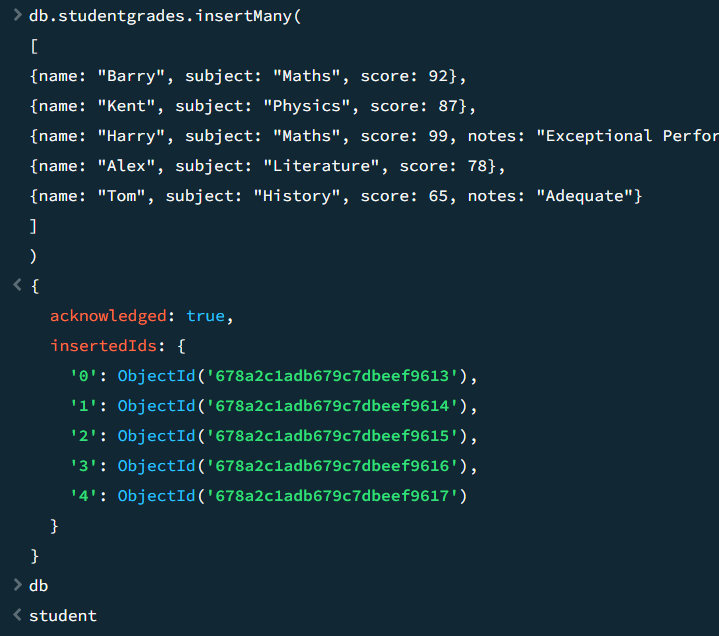 > db.studentgrades.insertMany(
[
{name: "Barry", subject: "Maths", score: 92},
{name: "Kent", subject: "Physics", score: 87},
{name: "Harry", subject: "Maths", score: 99, notes: "Exceptional Perfor
{name: "Alex", subject: "Literature", score: 78},
{name: "Tom", subject: "History", score: 65, notes: "Adequate"}
]
)
< {
acknowledged: true,
insertedIds: {
'0': ObjectId('678a2c1adb679c7dbeef9613'),
'1': ObjectId('678a2c1adb679c7dbeef9614'),
'2': ObjectId('678a2c1adb679c7dbeef9615'),
'3': ObjectId('678a2c1adb679c7dbeef9616'),
'4': ObjectId('678a2c1adb679c7dbeef9617')
}
}
> db
< student